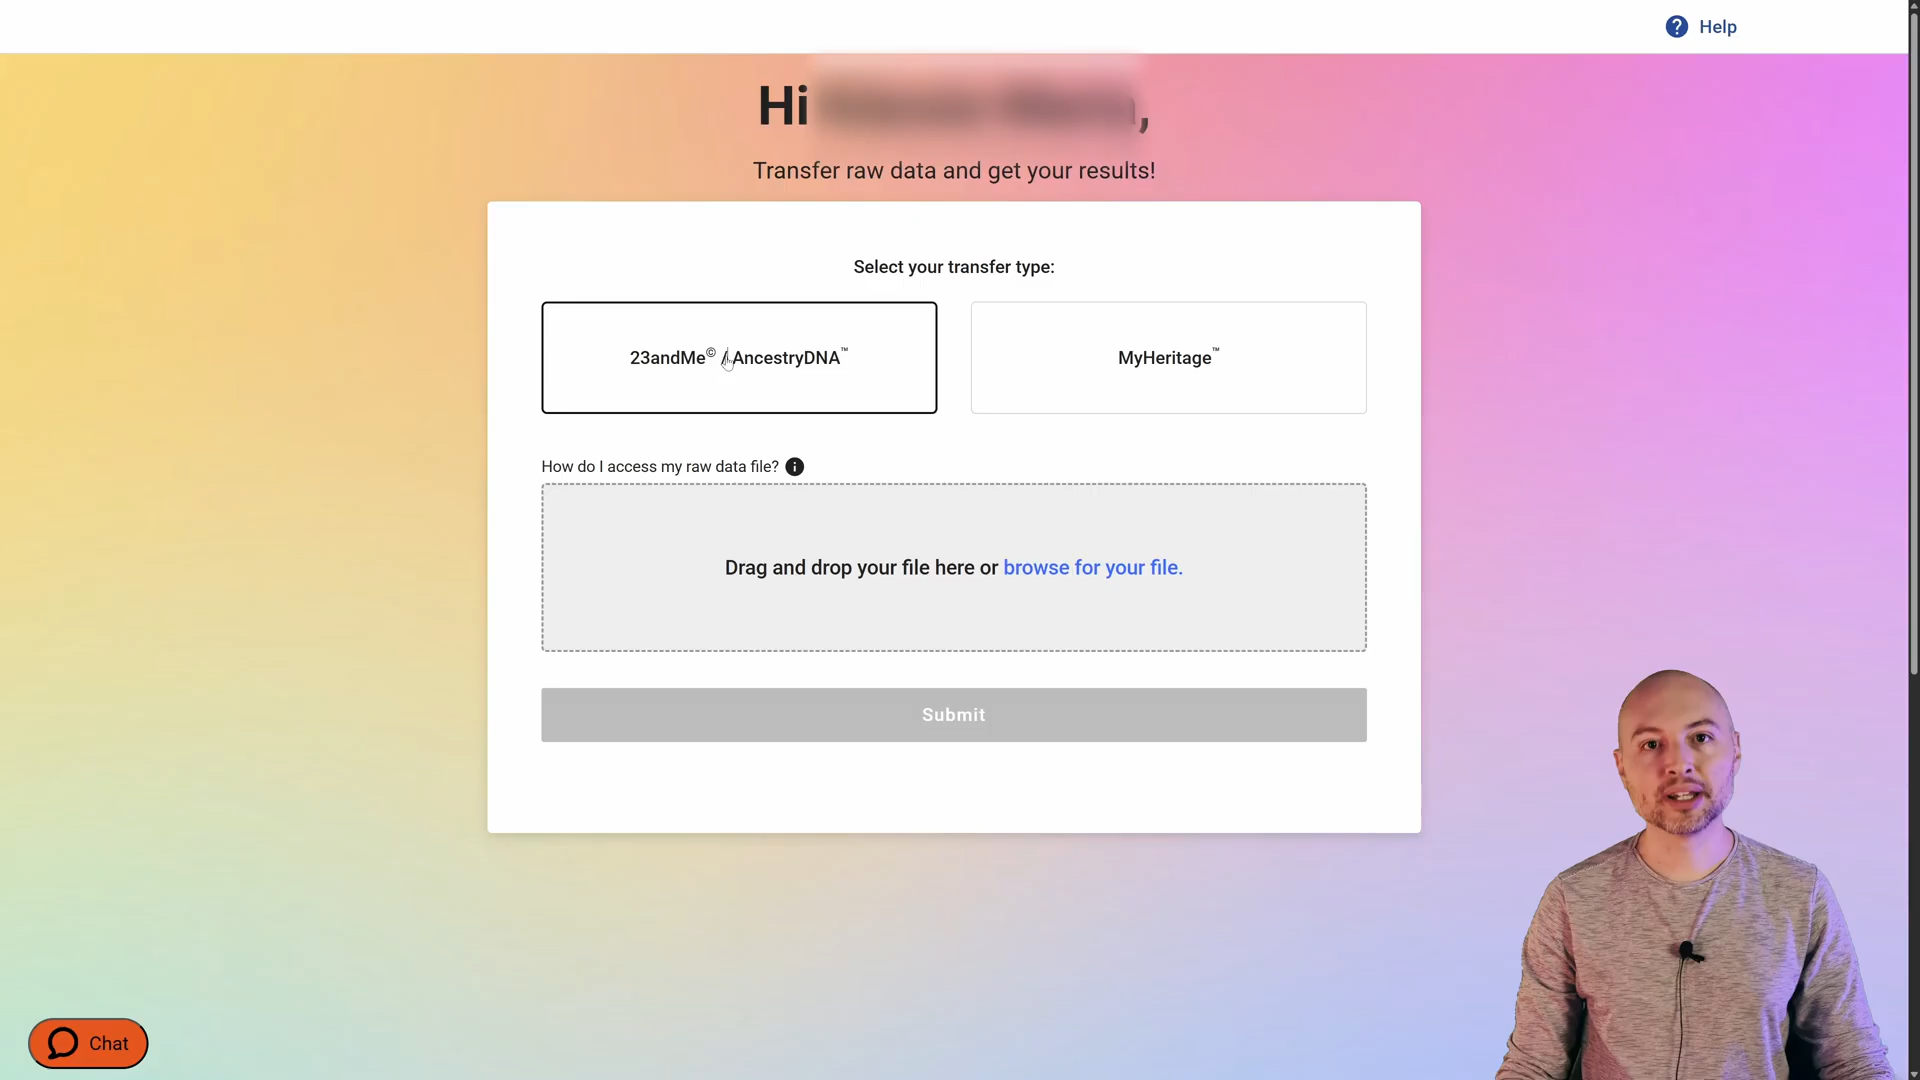 Help
Hi ,
Transfer raw data and get your results!
Select your transfer type:
23andMe© / AncestryDNA™
MyHeritage™
How do I access my raw data file?
Drag and drop your file here or browse for your file.
Submit
Chat